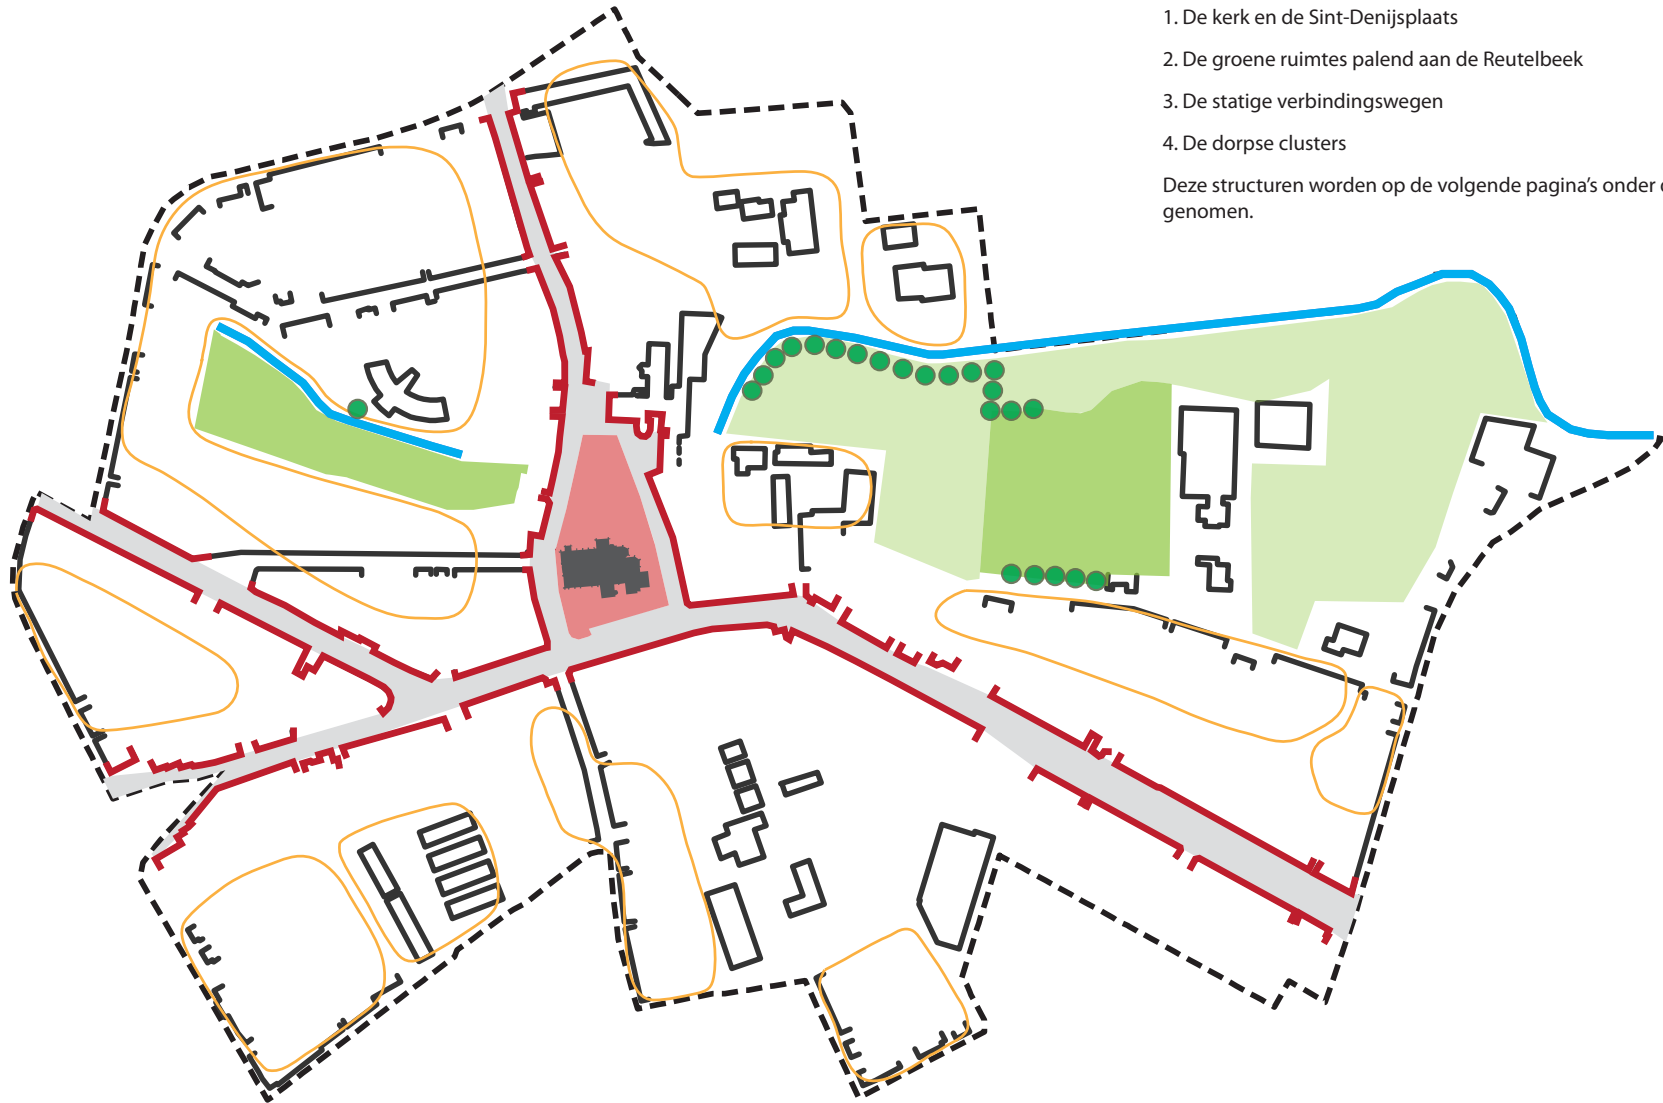 1. De kerk en de Sint-Denijsplaats
2. De groene ruimtes palend aan de Reutelbeek
3. De statige verbindingswegen
4. De dorpse clusters
Deze structuren worden op de volgende pagina's onder
genomen.